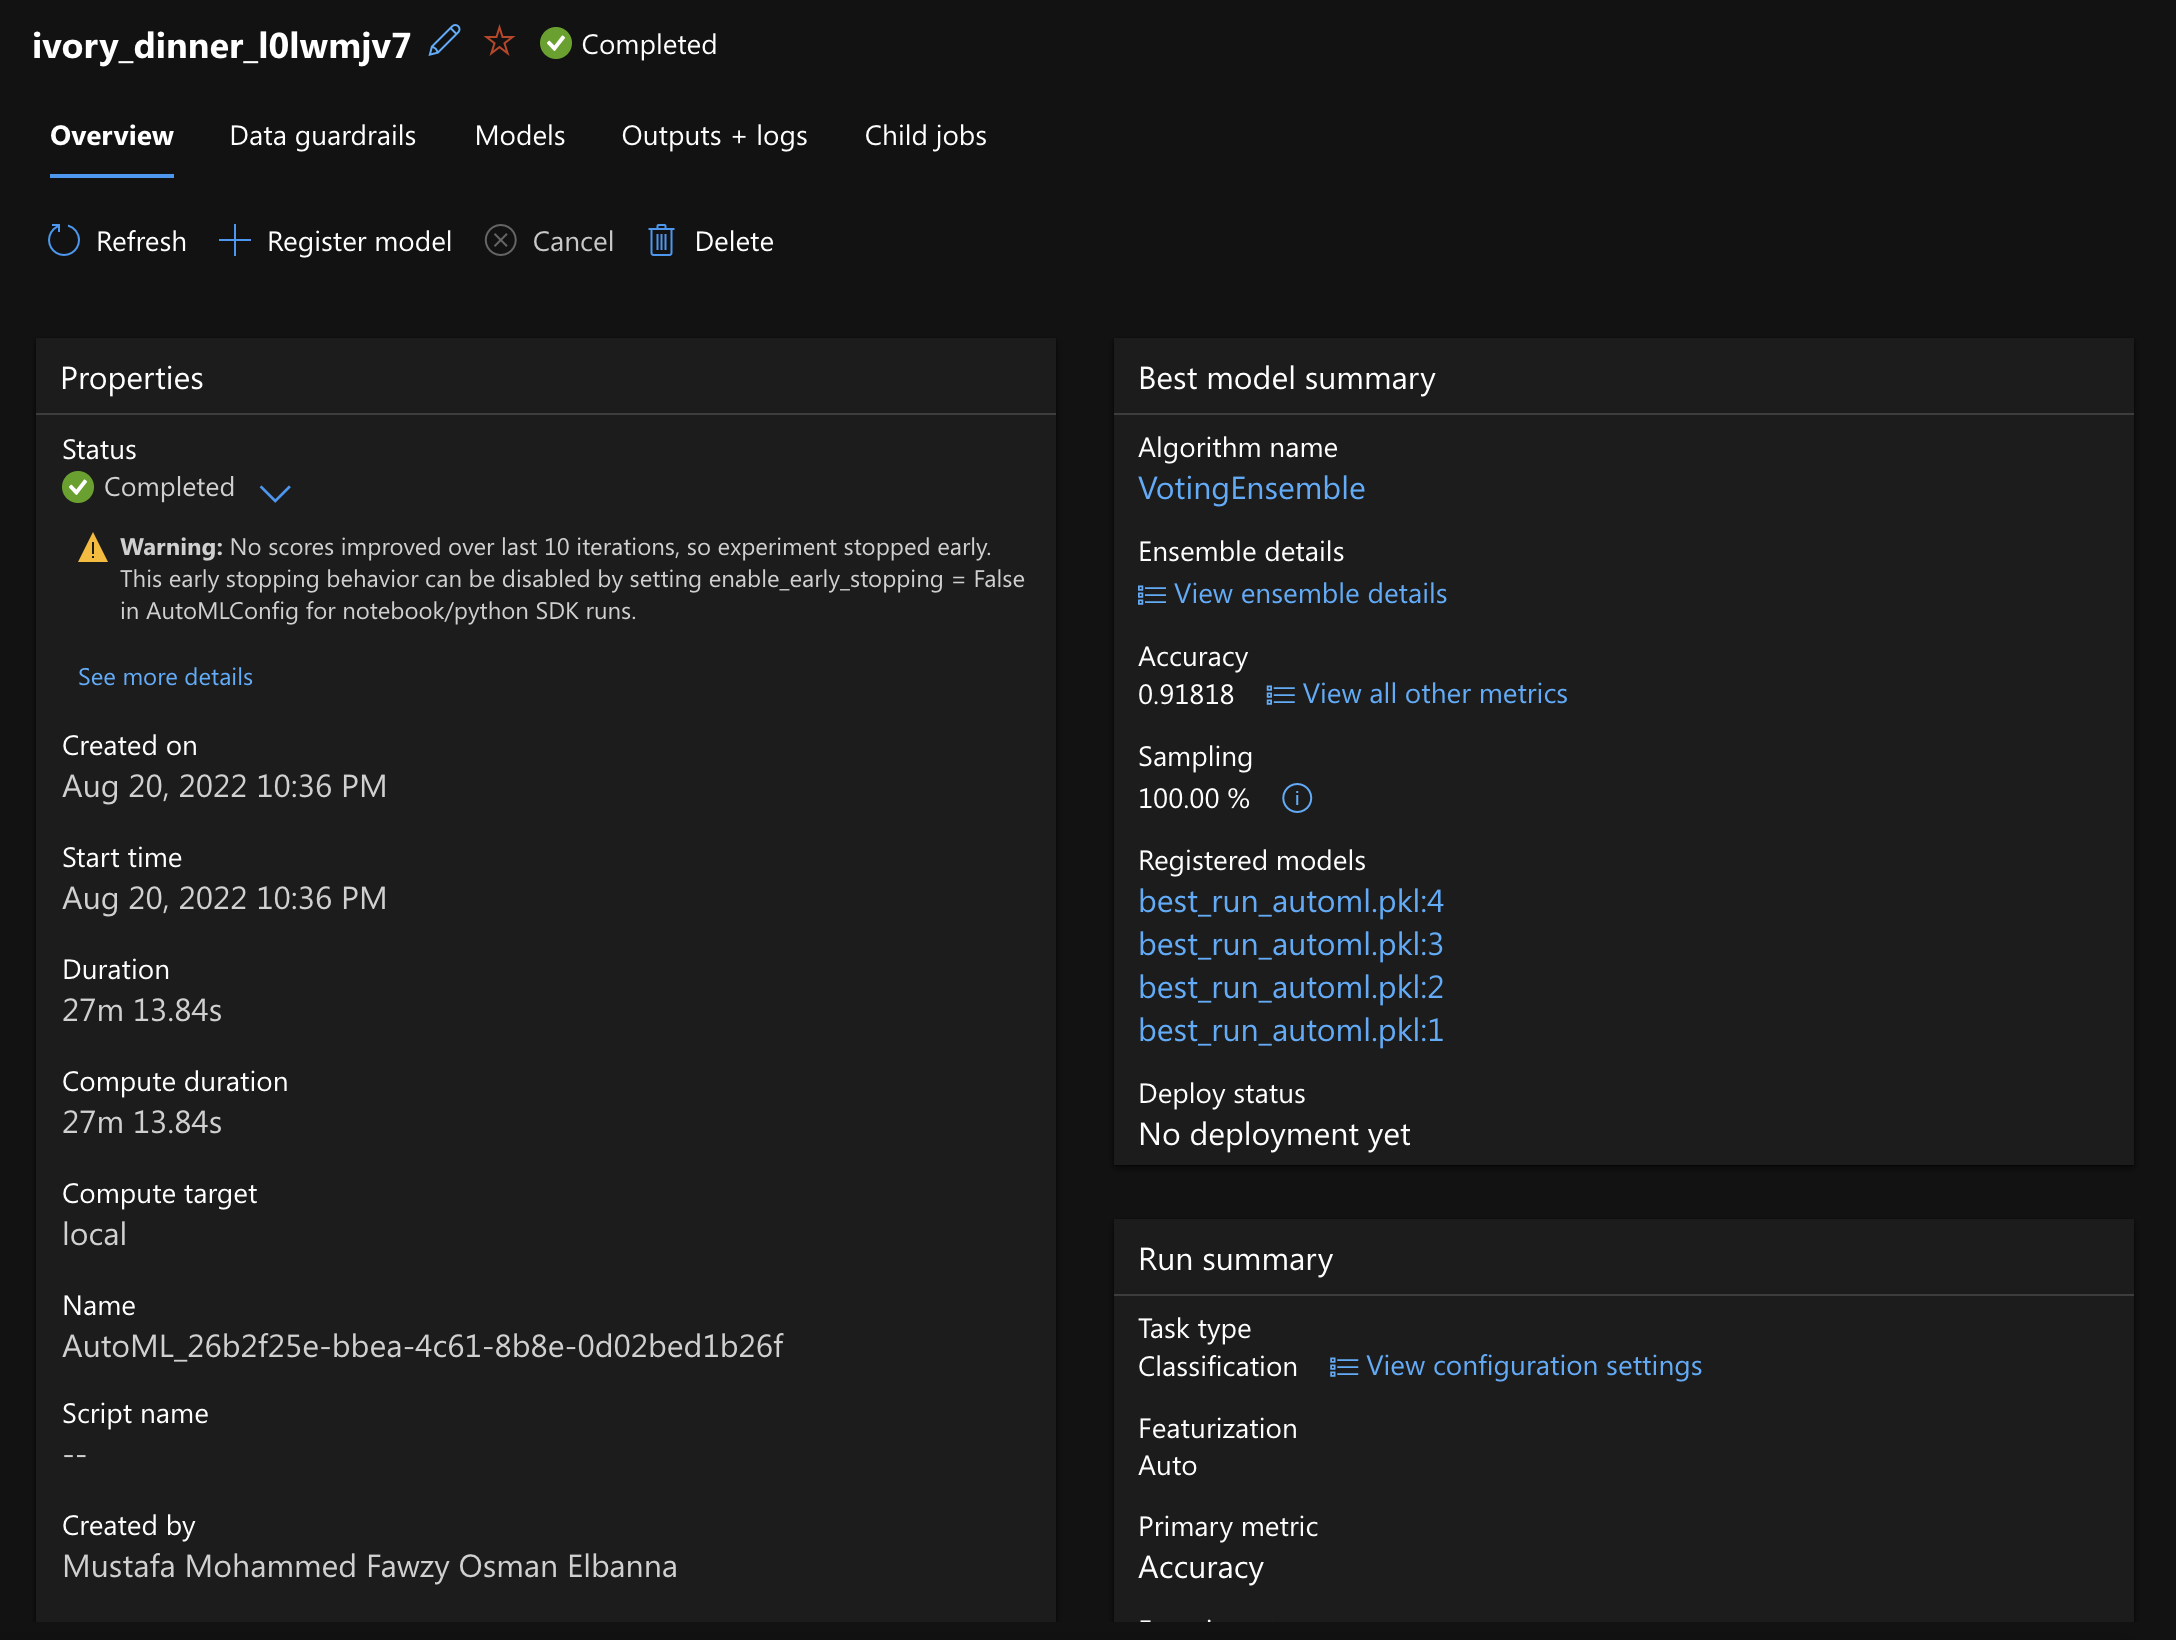 ivory_dinner_l0lwmjv7 Completed
Overview Data guardrails Models Outputs + logs Child jobs
Refresh Register model Cancel Delete
Properties
Status
Completed
Warning: No scores improved over last 10 iterations, so experiment stopped early.
This early stopping behavior can be disabled by setting enable_early_stopping = False
in AutoMLConfig for notebook/python SDK runs.
See more details
Created on
Aug 20, 2022 10:36 PM
Start time
Aug 20, 2022 10:36 PM
Duration
27m 13.84s
Compute duration
27m 13.84s
Compute target
local
Name
AutoML_26b2f25e-bbea-4c61-8b8e-0d02bed1b26f
Script name
--
Created by
Mustafa Mohammed Fawzy Osman Elbanna
Best model summary
Algorithm name
VotingEnsemble
Ensemble details
View ensemble details
Accuracy
0.91818 View all other metrics
Sampling
100.00 %
Registered models
best_run_automl.pkl:4
best_run_automl.pkl:3
best_run_automl.pkl:2
best_run_automl.pkl:1
Deploy status
No deployment yet
Run summary
Task type
Classification View configuration settings
Featurization
Auto
Primary metric
Accuracy